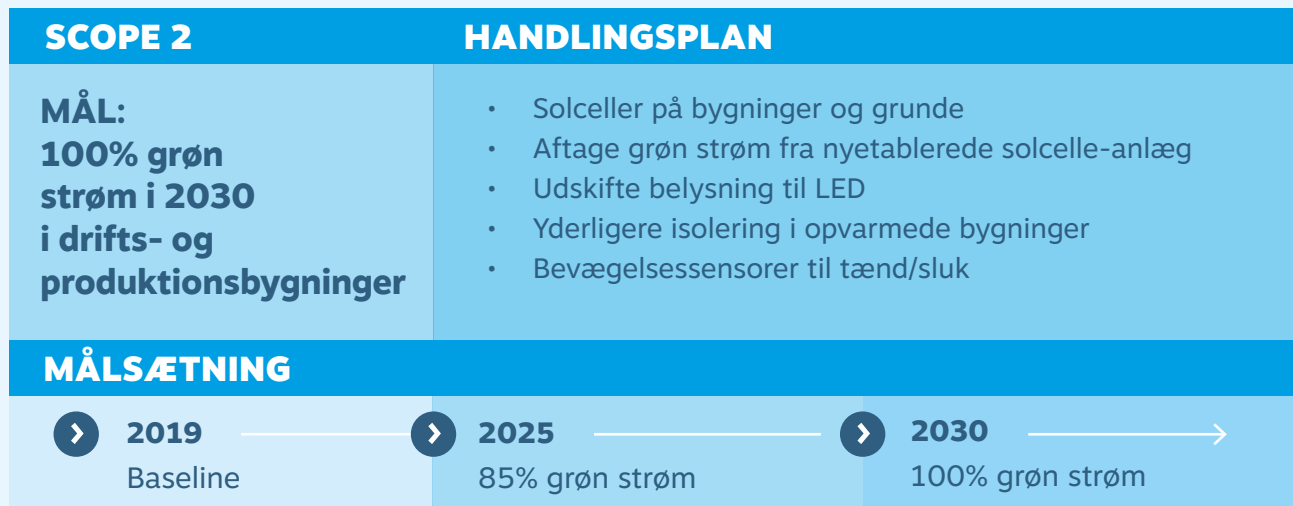 SCOPE 2
HANDLINGSPLAN
MÅL:
100% grøn
strøm i 2030
i drifts- og
produktionsbygninger
• Solceller på bygninger og grunde
• Aftage grøn strøm fra nyetablerede solcelle-anlæg
• Udskifte belysning til LED
• Yderligere isolering i opvarmede bygninger
• Bevægelsessensorer til tænd/sluk
MÅLSÆTNING
2019
Baseline
2025
85% grøn strøm
2030
100% grøn strøm